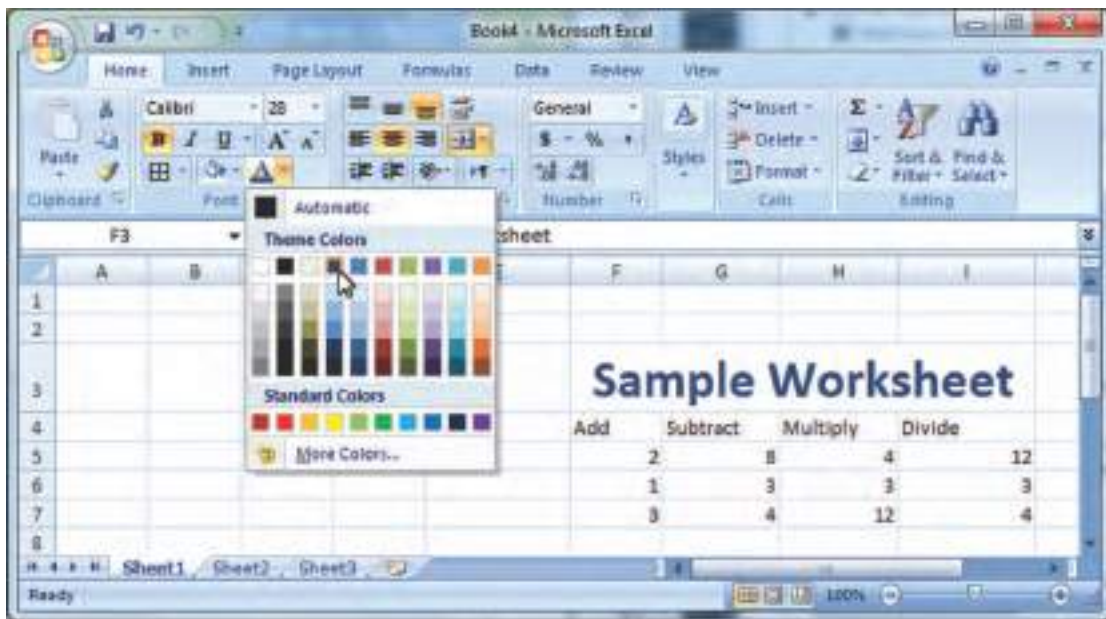 Book4 - Microsoft Excel
Home Insert Page Layout Formulas Data Review View
Calibri 28 General Insert
B I U A A $ % , Delete
Paste Styles Format Sort & Filter Find & Select
Clipboard Font Number Cells Editing
Automatic
F3 Theme Colors sheet
A B F G H I
1
2
3 Sample Worksheet
Standard Colors
4 Add Subtract Multiply Divide
More Colors...
5 2 8 4 12
6 1 3 3 3
7 3 4 12 4
8
Sheet1 Sheet2 Sheet3
Ready 100%